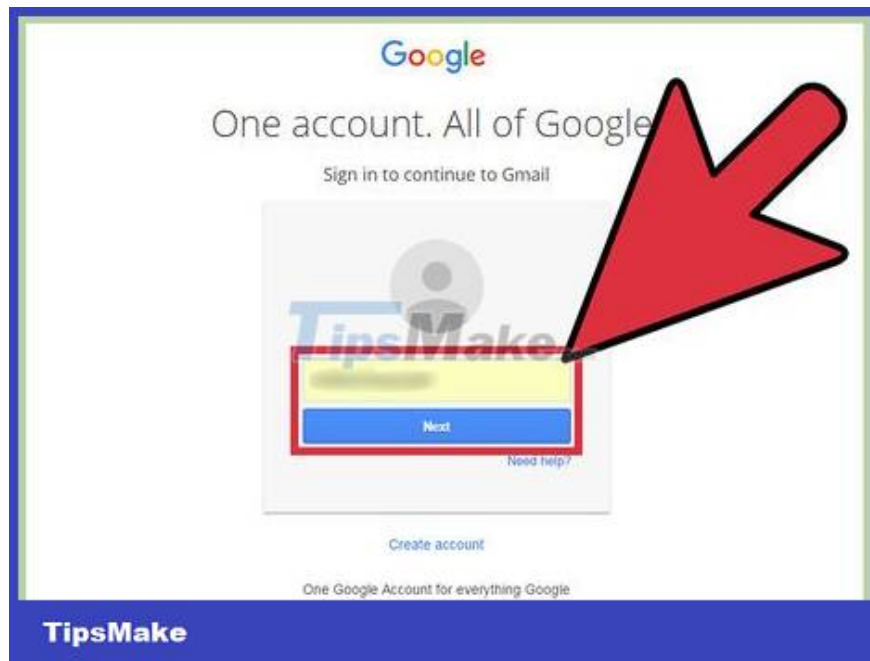 Google
One account. All of Google
Sign in to continue to Gmail
TipsMake
Next
Need help?
Create account
One Google Account for everything Google
TipsMake